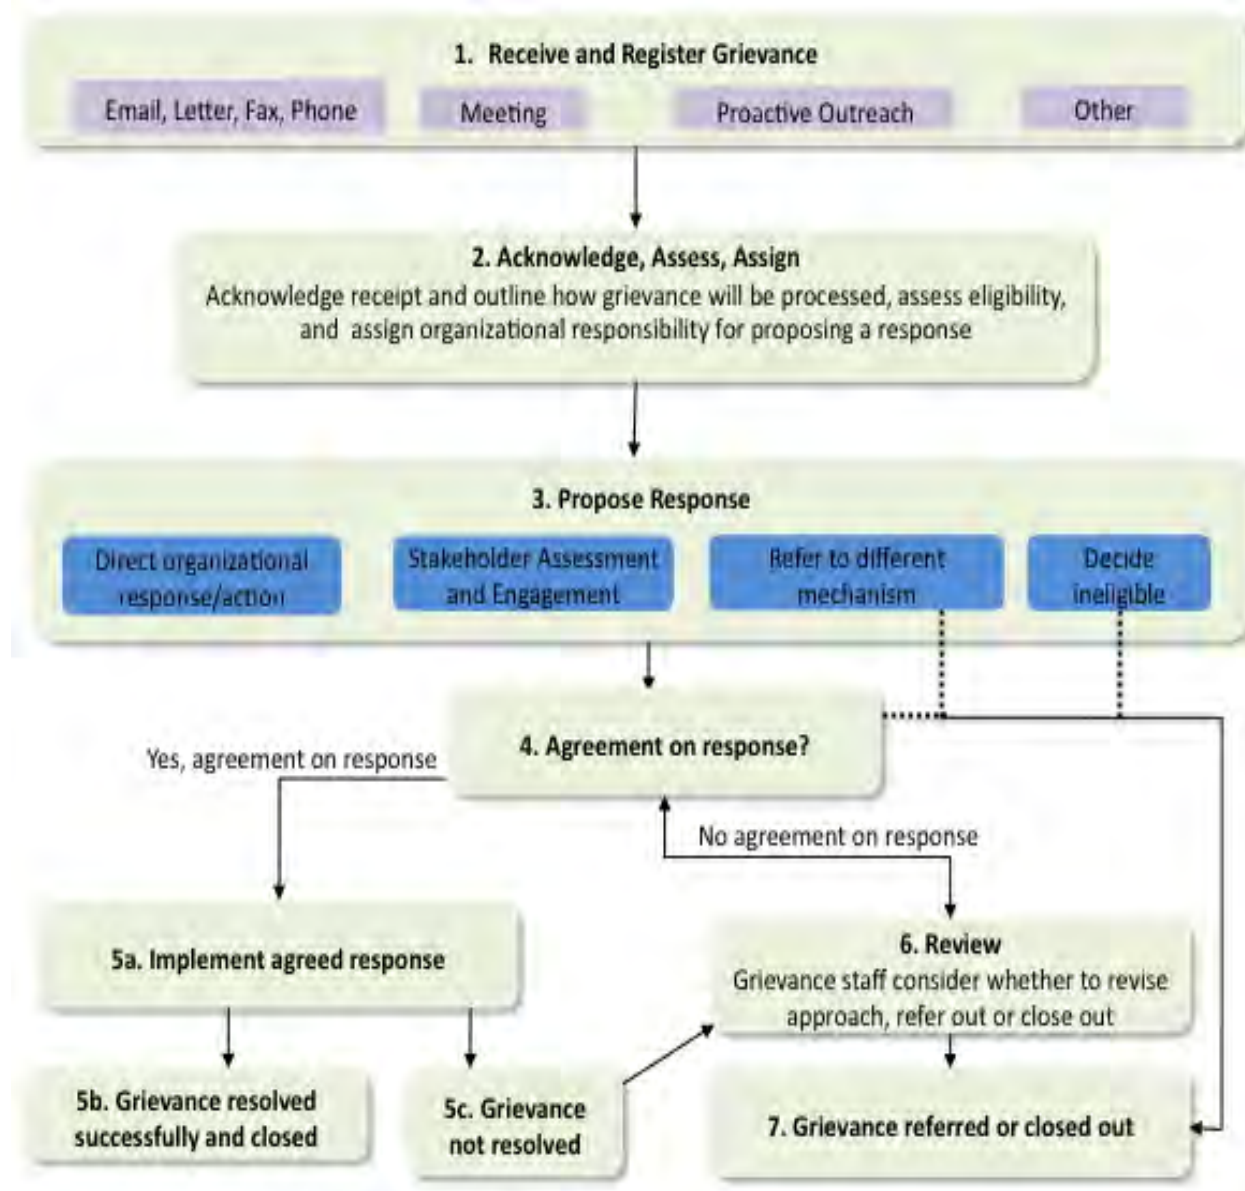 1. Receive and Register Grievance
Email, Letter, Fax, Phone
Meeting
Proactive Outreach
Other
2. Acknowledge, Assess, Assign
Acknowledge receipt and outline how grievance will be processed, assess eligibility,
and assign organizational responsibility for proposing a response
3. Propose Response
Direct organizational
response/action
Stakeholder Assessment
and Engagement
Refer to different
mechanism
Decide
ineligible
4. Agreement on response?
Yes, agreement on response
No agreement on response
5a. Implement agreed response
6. Review
Grievance staff consider whether to revise
approach, refer out or close out
5b. Grievance resolved
successfully and closed
5c. Grievance
not resolved
7. Grievance referred or closed out